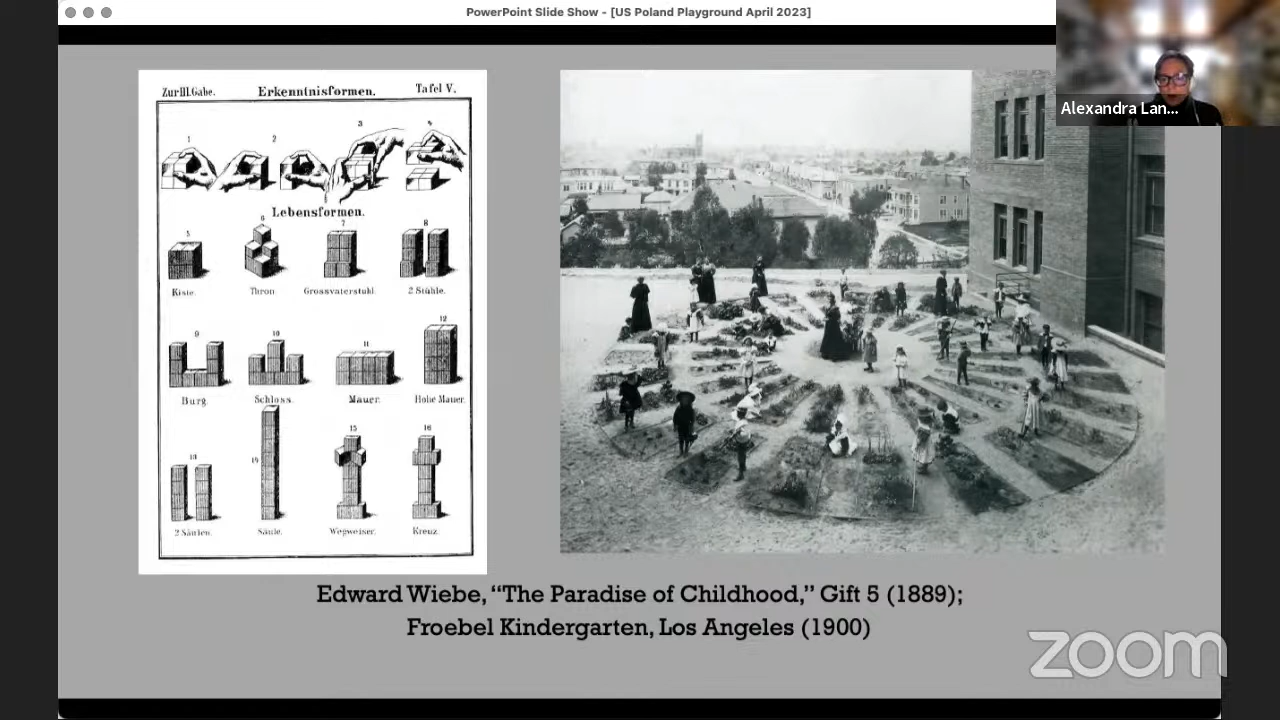 PowerPoint Slide Show - [US Poland Playground April 2023]
Alexandra Lan...
Zur III. Gabe. Erkenntnisformen. Tafel V.
1 2 3 4
Lebensformen.
5 6 7 8
Kiste. Thron. Grossvaterstuhl. 2 Stühle.
9 10 11 12
Burg. Schloss. Mauer. Hohe Mauer.
13 14 15 16
2 Säulen. Säule. Wegweiser. Kreuz.
Edward Wiebe, “The Paradise of Childhood,” Gift 5 (1889);
Froebel Kindergarten, Los Angeles (1900)
zoom